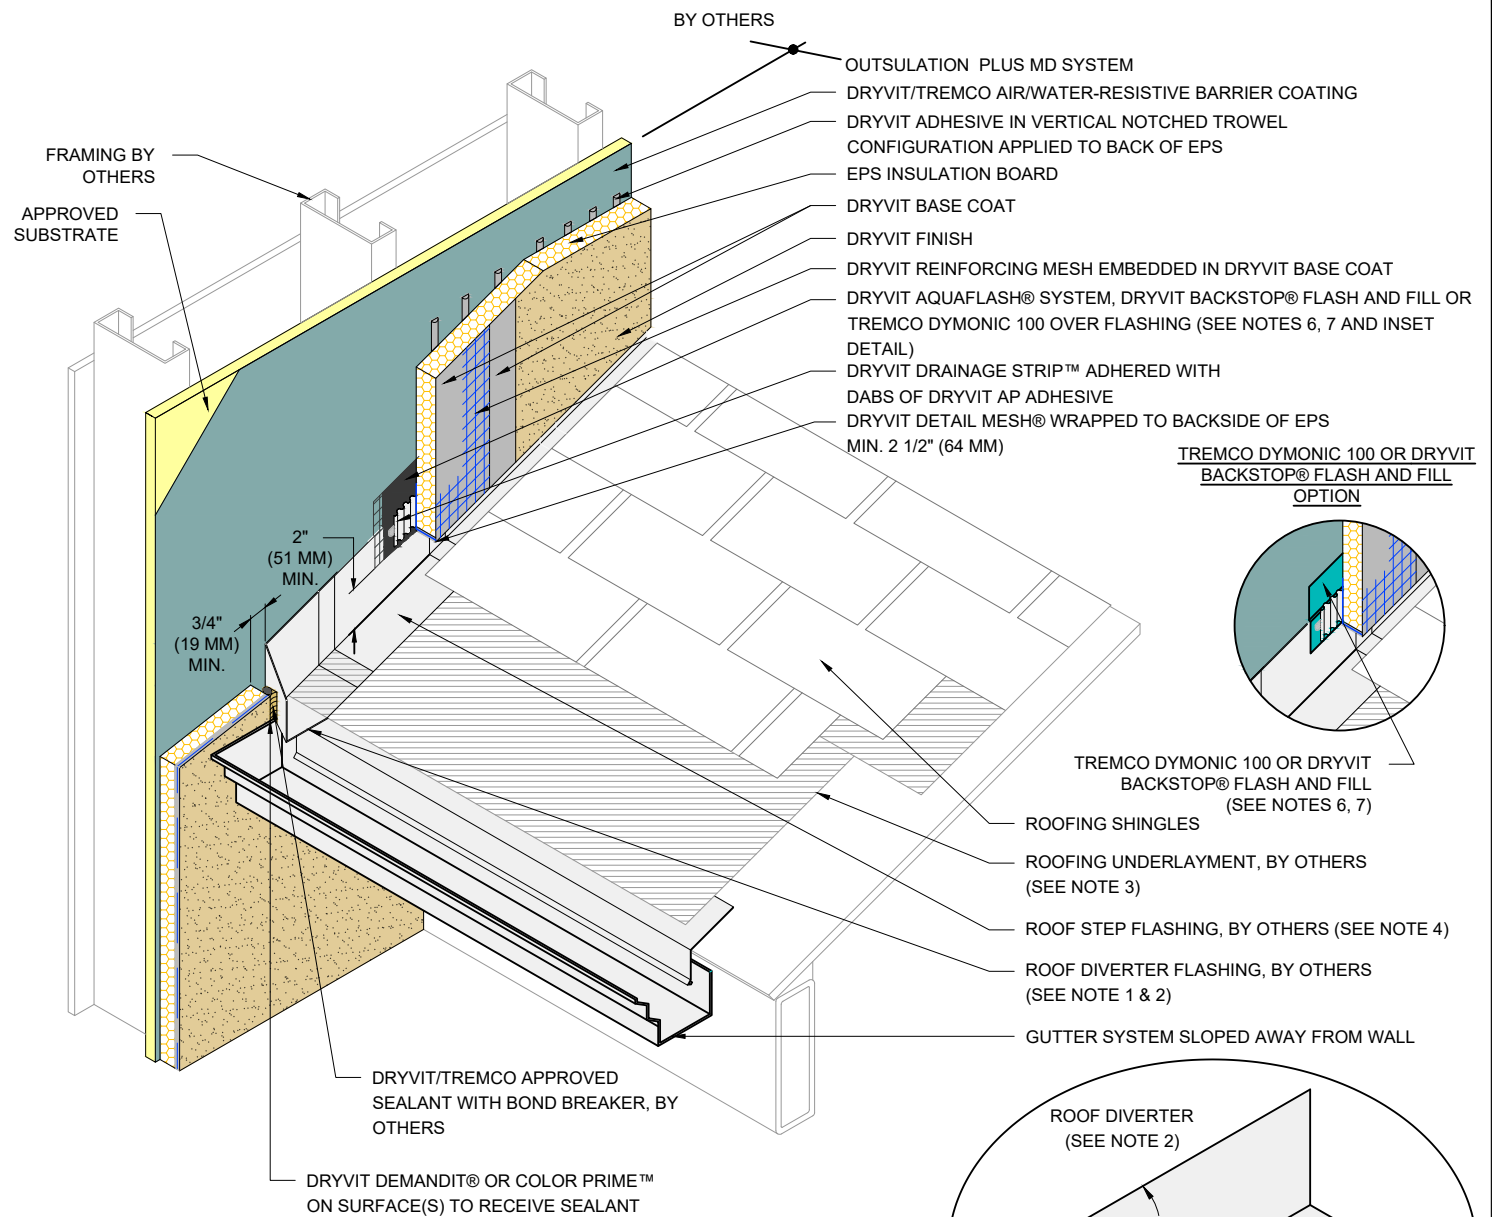 BY OTHERS
OUTSULATION PLUS MD SYSTEM
DRYVIT/TREMCO AIR/WATER-RESISTIVE BARRIER COATING
DRYVIT ADHESIVE IN VERTICAL NOTCHED TROWEL
CONFIGURATION APPLIED TO BACK OF EPS
EPS INSULATION BOARD
DRYVIT BASE COAT
DRYVIT FINISH
DRYVIT REINFORCING MESH EMBEDDED IN DRYVIT BASE COAT
DRYVIT AQUAFLASH® SYSTEM, DRYVIT BACKSTOP® FLASH AND FILL OR
TREMCO DYMONIC 100 OVER FLASHING (SEE NOTES 6, 7 AND INSET
DETAIL)
DRYVIT DRAINAGE STRIP™ ADHERED WITH
DABS OF DRYVIT AP ADHESIVE
DRYVIT DETAIL MESH® WRAPPED TO BACKSIDE OF EPS
MIN. 2 1/2" (64 MM)
FRAMING BY
OTHERS
APPROVED
SUBSTRATE
2"
(51 MM)
MIN.
3/4"
(19 MM)
MIN.
TREMCO DYMONIC 100 OR DRYVIT
BACKSTOP® FLASH AND FILL
OPTION
TREMCO DYMONIC 100 OR DRYVIT
BACKSTOP® FLASH AND FILL
(SEE NOTES 6, 7)
ROOFING SHINGLES
ROOFING UNDERLAYMENT, BY OTHERS
(SEE NOTE 3)
ROOF STEP FLASHING, BY OTHERS (SEE NOTE 4)
ROOF DIVERTER FLASHING, BY OTHERS
(SEE NOTE 1 & 2)
GUTTER SYSTEM SLOPED AWAY FROM WALL
DRYVIT/TREMCO APPROVED
SEALANT WITH BOND BREAKER, BY
OTHERS
DRYVIT DEMANDIT® OR COLOR PRIME™
ON SURFACE(S) TO RECEIVE SEALANT
ROOF DIVERTER
(SEE NOTE 2)